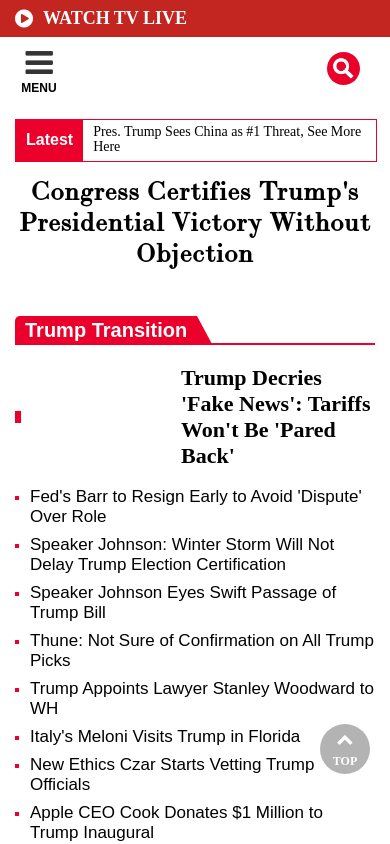 WATCH TV LIVE
MENU
Latest
Pres. Trump Sees China as #1 Threat, See More
Here
Congress Certifies Trump's
Presidential Victory Without
Objection
Trump Transition
Trump Decries
'Fake News': Tariffs
Won't Be 'Pared
Back'
Fed's Barr to Resign Early to Avoid 'Dispute'
Over Role
Speaker Johnson: Winter Storm Will Not
Delay Trump Election Certification
Speaker Johnson Eyes Swift Passage of
Trump Bill
Thune: Not Sure of Confirmation on All Trump
Picks
Trump Appoints Lawyer Stanley Woodward to
WH
Italy's Meloni Visits Trump in Florida
New Ethics Czar Starts Vetting Trump
Officials
Apple CEO Cook Donates $1 Million to
Trump Inaugural
TOP